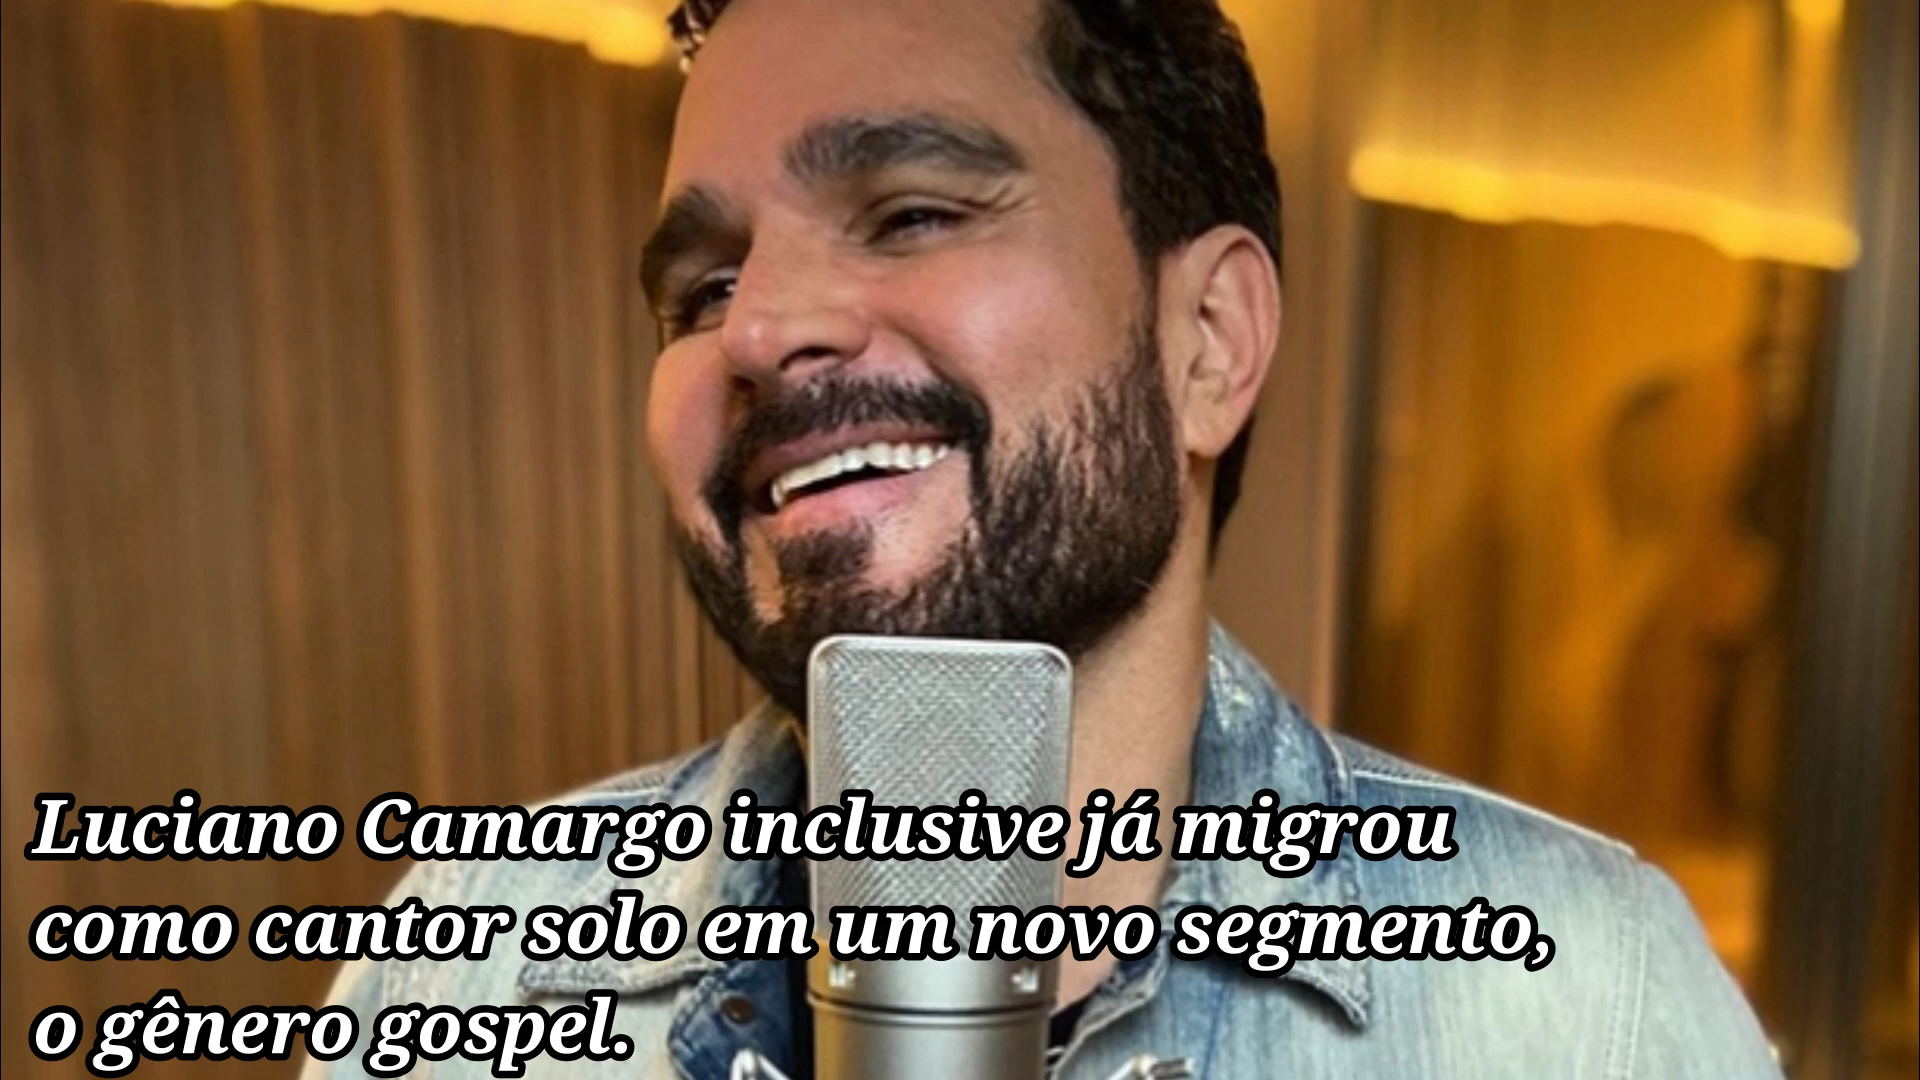 Luciano Camargo inclusive já migrou
como cantor solo em um novo segmento,
o gênero gospel.